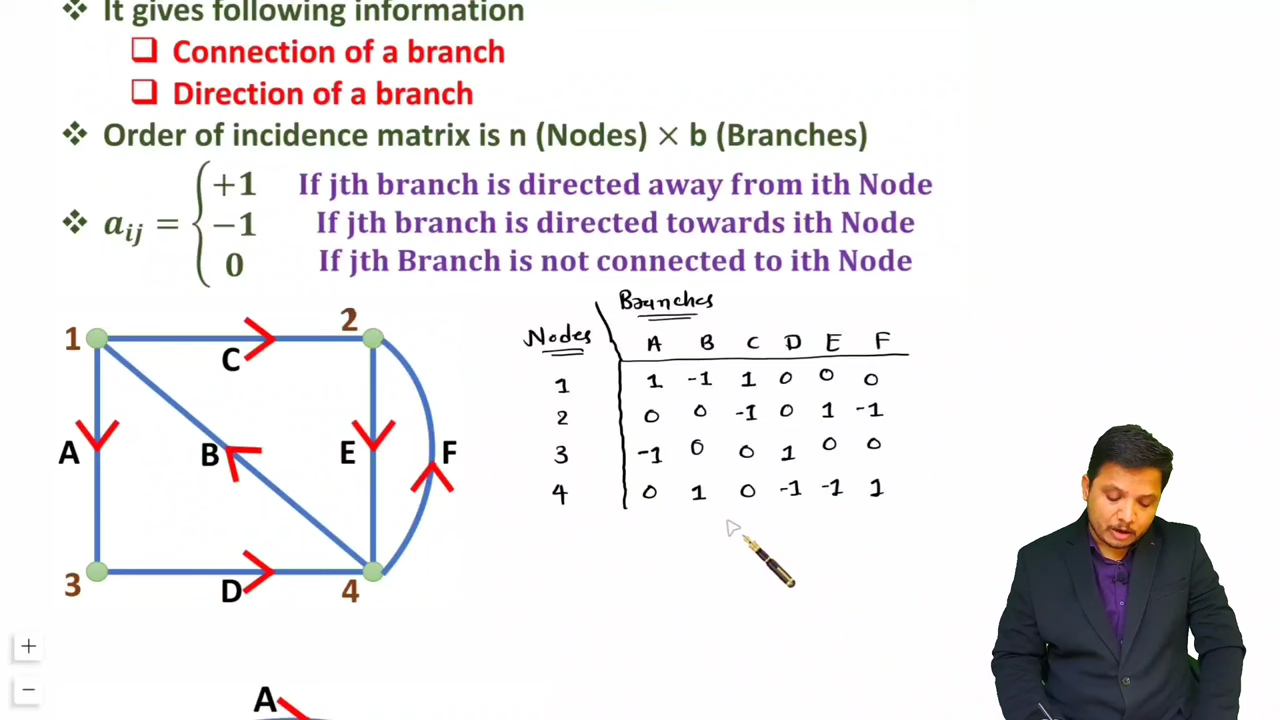 ❖ It gives following information
❑ Connection of a branch
❑ Direction of a branch
❖ Order of incidence matrix is n (Nodes) × b (Branches)
+1 If jth branch is directed away from ith Node
❖ aij = { −1 If jth branch is directed towards ith Node
0 If jth Branch is not connected to ith Node
Branches
Nodes A B C D E F
1 1 -1 1 0 0 0
2 0 0 -1 0 1 -1
3 -1 0 0 1 0 0
4 0 1 0 -1 -1 1
1 2
C
A B E F
3 D 4
+
−
A